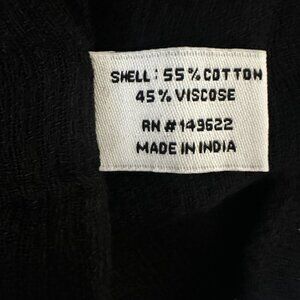 SHELL: 55% COTTON
45% VISCOSE
RN #149622
MADE IN INDIA